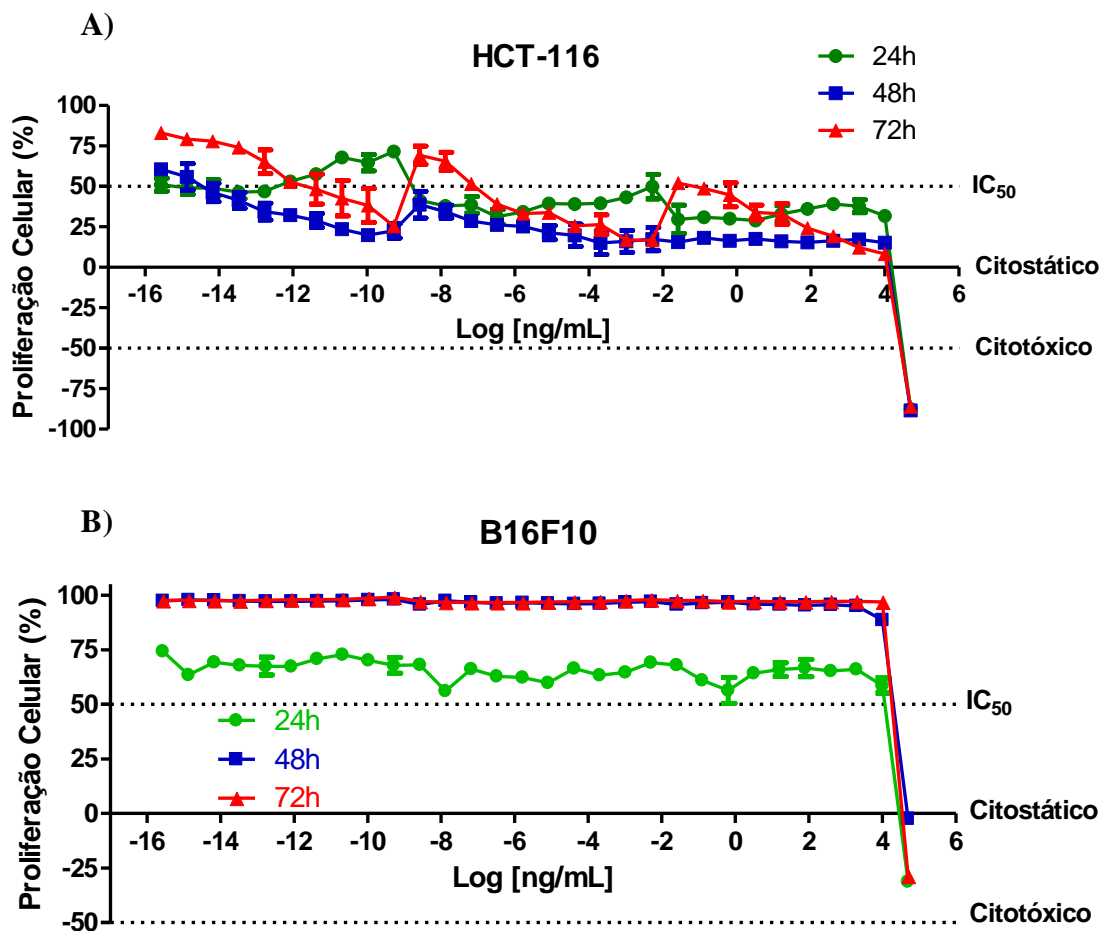 A)
HCT-116
24h
48h
72h
Proliferação Celular (%)
100
75
50
25
0
-25
-50
-75
-100
IC50
Citostático
Citotóxico
-16 -14 -12 -10 -8 -6 -4 -2 0 2 4 6
Log [ng/mL]
B)
B16F10
Proliferação Celular (%)
100
75
50
25
0
-25
-50
24h
48h
72h
IC50
Citostático
Citotóxico
-16 -14 -12 -10 -8 -6 -4 -2 0 2 4 6
Log [ng/mL]